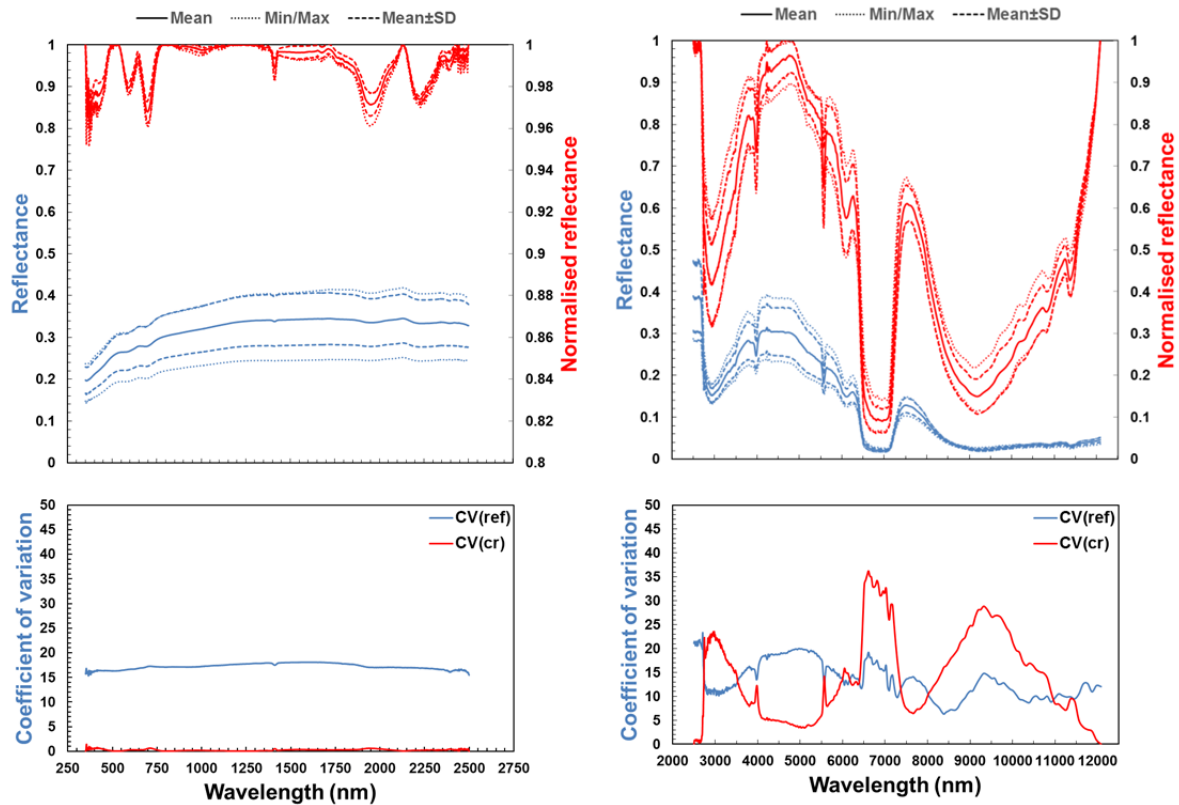 Mean Min/Max Mean±SD
1 1
0.9 0.98
0.8 0.96
0.7 0.94
0.6 0.92
0.5 0.9
0.4 0.88
0.3 0.86
0.2 0.84
0.1 0.82
0 0.8
Reflectance
Normalised reflectance
Mean Min/Max Mean±SD
1 1
0.9 0.9
0.8 0.8
0.7 0.7
0.6 0.6
0.5 0.5
0.4 0.4
0.3 0.3
0.2 0.2
0.1 0.1
0 0
Reflectance
Normalised reflectance
50
45
40
35
30
25
20
15
10
5
0
Coefficient of variation
CV(ref)
CV(cr)
250 500 750 1000 1250 1500 1750 2000 2250 2500 2750
Wavelength (nm)
50
45
40
35
30
25
20
15
10
5
0
Coefficient of variation
CV(ref)
CV(cr)
2000 3000 4000 5000 6000 7000 8000 9000 10000 11000 12000
Wavelength (nm)